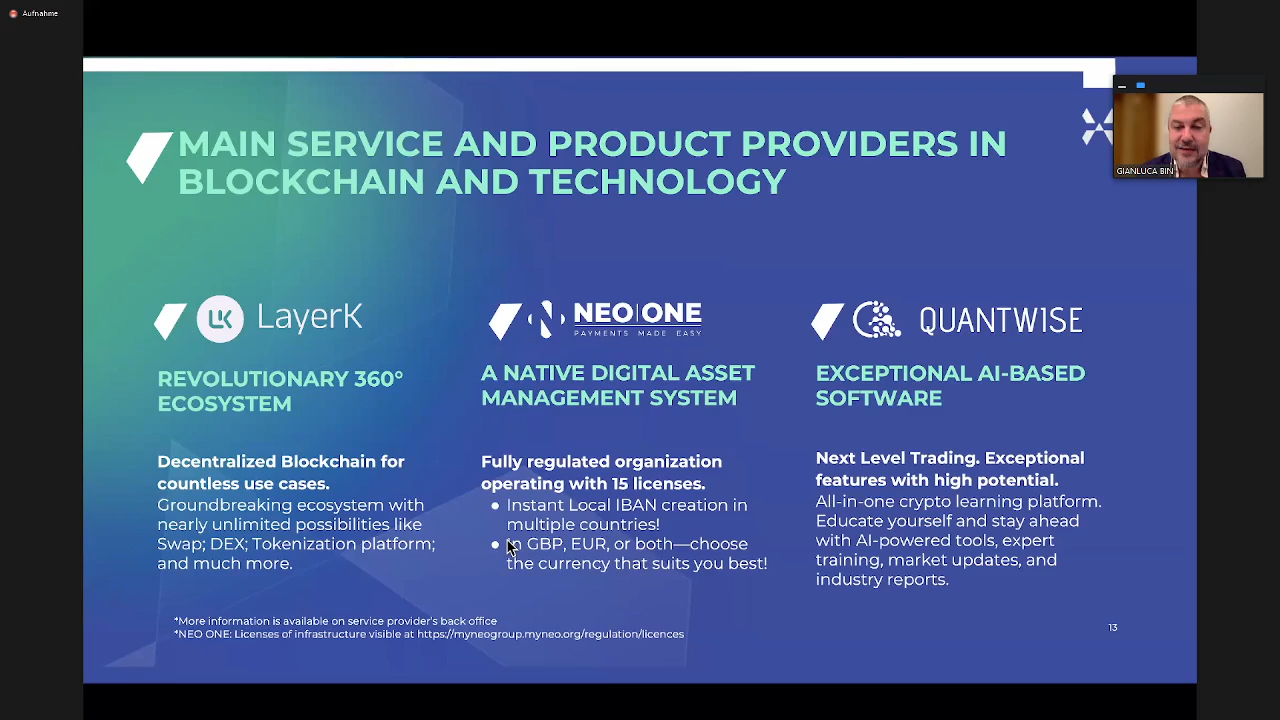 Aufnahme
MAIN SERVICE AND PRODUCT PROVIDERS IN
BLOCKCHAIN AND TECHNOLOGY
GIANLUCA BIN
LK LayerK
REVOLUTIONARY 360°
ECOSYSTEM
Decentralized Blockchain for
countless use cases.
Groundbreaking ecosystem with
nearly unlimited possibilities like
Swap; DEX; Tokenization platform;
and much more.
NEO|ONE
PAYMENTS MADE EASY
A NATIVE DIGITAL ASSET
MANAGEMENT SYSTEM
Fully regulated organization
operating with 15 licenses.
● Instant Local IBAN creation in
multiple countries!
● In GBP, EUR, or both—choose
the currency that suits you best!
QUANTWISE
EXCEPTIONAL AI-BASED
SOFTWARE
Next Level Trading. Exceptional
features with high potential.
All-in-one crypto learning platform.
Educate yourself and stay ahead
with AI-powered tools, expert
training, market updates, and
industry reports.
*More information is available on service provider's back office
*NEO ONE: Licenses of infrastructure visible at https://myneogroup.myneo.org/regulation/licences
13